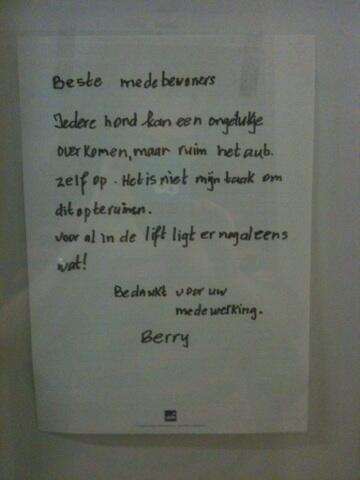 Beste medebewoners
Iedere hond kan een ongelukje
overkomen, maar ruim het aub.
zelf op. Het is niet mijn taak om
dit op te ruimen.
voor al in de lift ligt er nog al eens
wat!
Bedankt voor uw
medewerking.
Berry